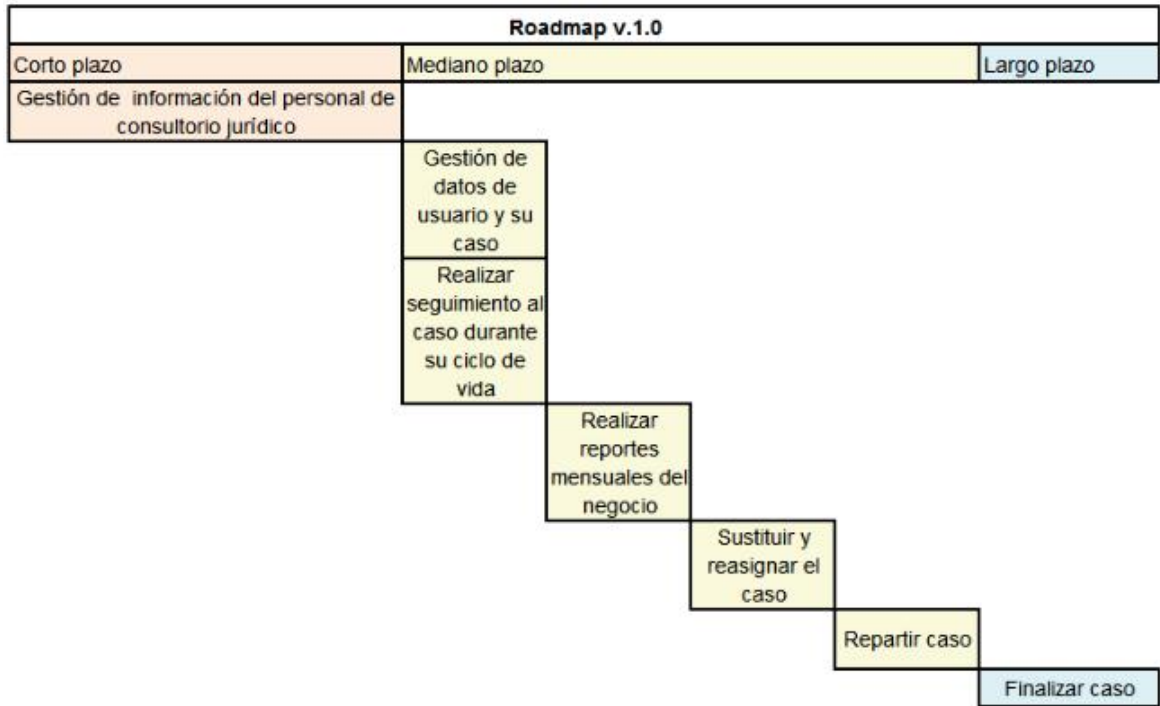 Roadmap v.1.0
Corto plazo
Mediano plazo
Largo plazo
Gestión de información del personal de
consultorio jurídico
Gestión de
datos de
usuario y su
caso
Realizar
seguimiento al
caso durante
su ciclo de
vida
Realizar
reportes
mensuales del
negocio
Sustituir y
reasignar el
caso
Repartir caso
Finalizar caso